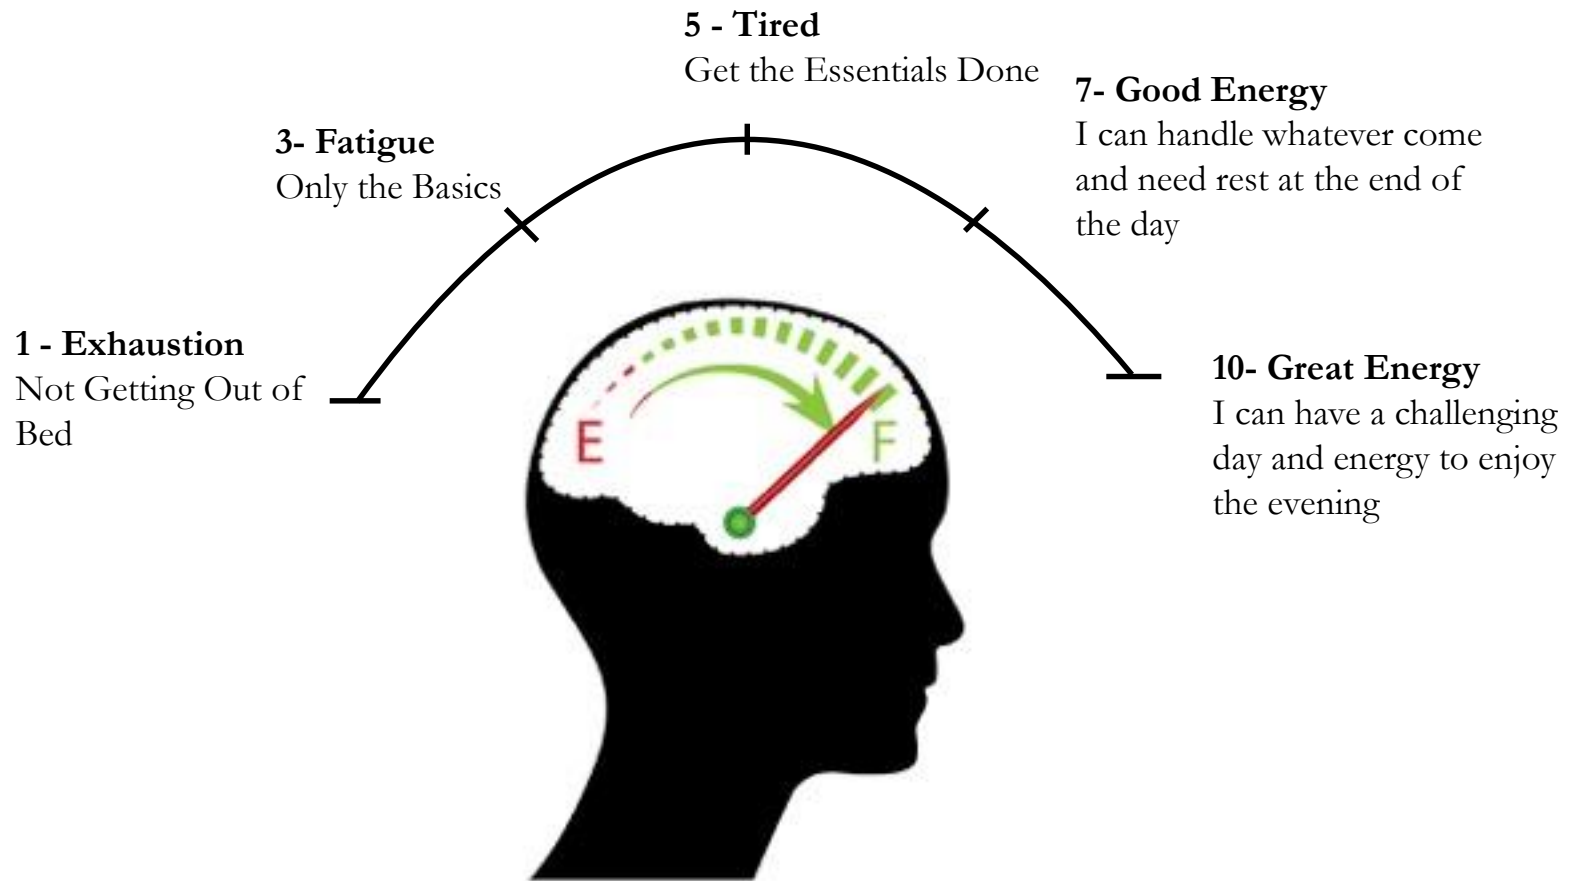 5 - Tired
Get the Essentials Done
7- Good Energy
I can handle whatever come
and need rest at the end of
the day
3- Fatigue
Only the Basics
1 - Exhaustion
Not Getting Out of
Bed
10- Great Energy
I can have a challenging
day and energy to enjoy
the evening
E
F